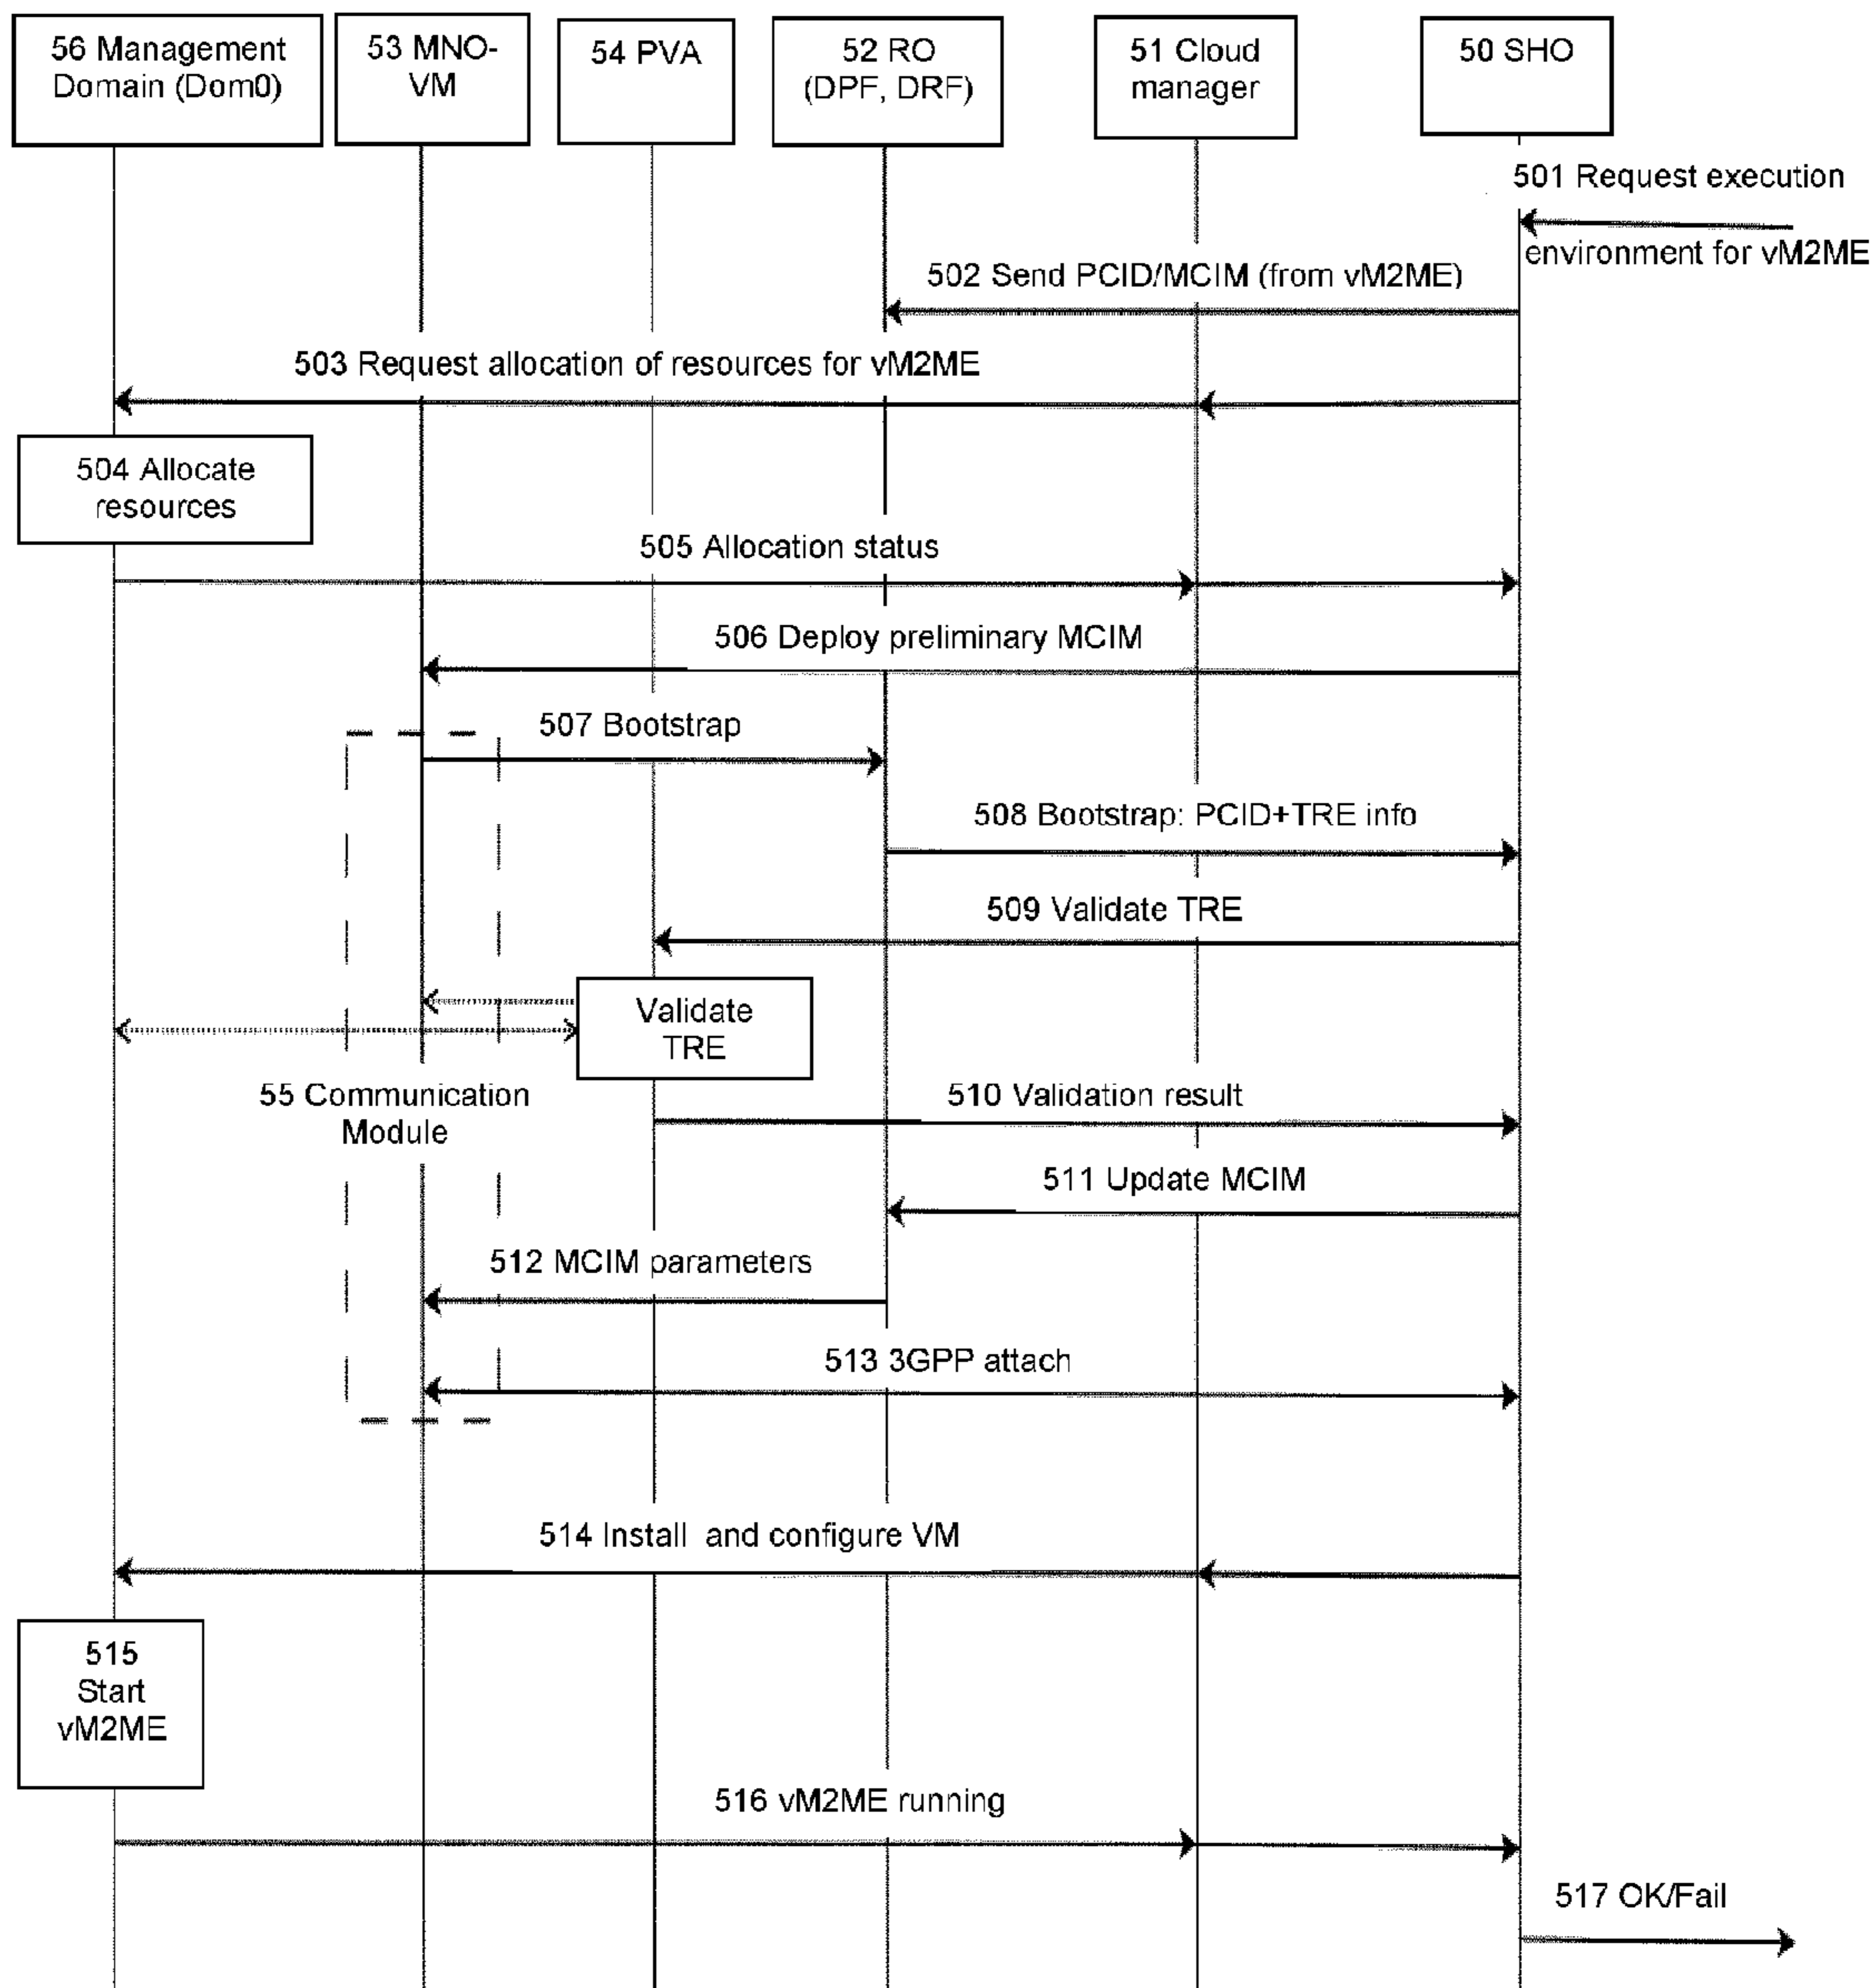 56 Management
Domain (Dom0)
53 MNO-
VM
54 PVA
52 RO
(DPF, DRF)
51 Cloud
manager
50 SHO
501 Request execution
environment for vM2ME
502 Send PCID/MCIM (from vM2ME)
503 Request allocation of resources for vM2ME
504 Allocate
resources
505 Allocation status
506 Deploy preliminary MCIM
507 Bootstrap
508 Bootstrap: PCID+TRE info
509 Validate TRE
Validate
TRE
55 Communication
Module
510 Validation result
511 Update MCIM
512 MCIM parameters
513 3GPP attach
514 Install and configure VM
515
Start
vM2ME
516 vM2ME running
517 OK/Fail